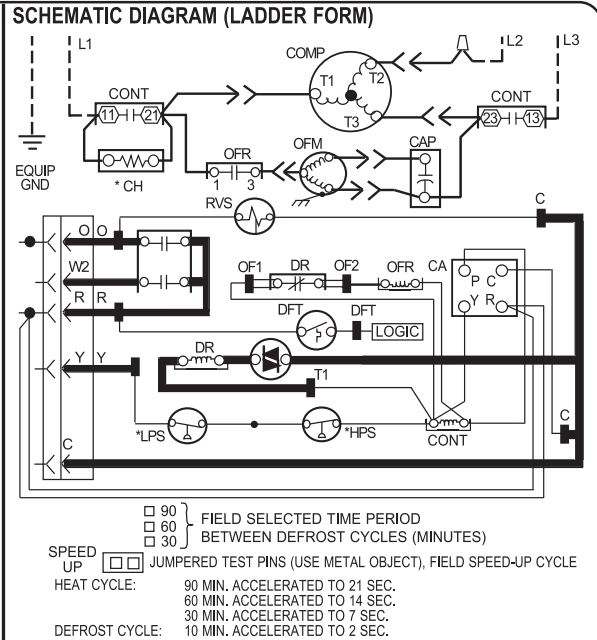 SCHEMATIC DIAGRAM (LADDER FORM)
L1
COMP
L2
L3
T1
T2
T3
CONT
11
21
CONT
23
13
EQUIP
GND
* CH
OFR
1 3
OFM
CAP
RVS
C
O O
W2
R R
OF1
DR
OF2
OFR
CA
P C
Y R
DFT
DFT
LOGIC
Y Y
DR
T1
*LPS
*HPS
CONT
C
C
90
60
30
FIELD SELECTED TIME PERIOD
BETWEEN DEFROST CYCLES (MINUTES)
SPEED
UP
JUMPERED TEST PINS (USE METAL OBJECT), FIELD SPEED-UP CYCLE
HEAT CYCLE: 90 MIN. ACCELERATED TO 21 SEC.
60 MIN. ACCELERATED TO 14 SEC.
30 MIN. ACCELERATED TO 7 SEC.
DEFROST CYCLE: 10 MIN. ACCELERATED TO 2 SEC.